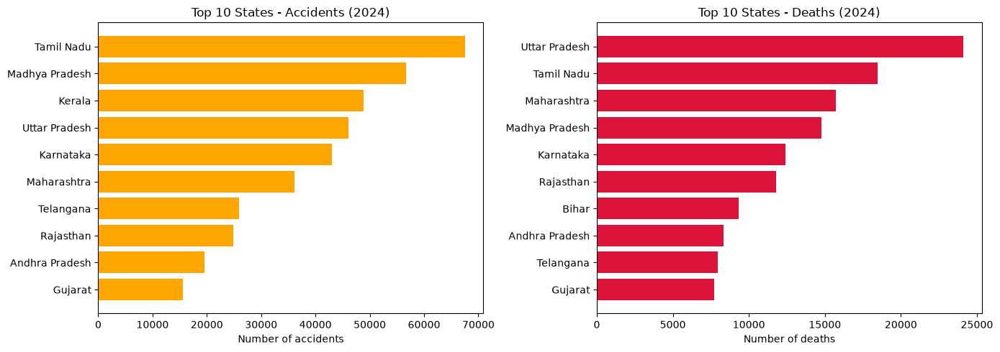 Top 10 States - Accidents (2024)
Tamil Nadu
Madhya Pradesh
Kerala
Uttar Pradesh
Karnataka
Maharashtra
Telangana
Rajasthan
Andhra Pradesh
Gujarat
0 10000 20000 30000 40000 50000 60000 70000
Number of accidents
Top 10 States - Deaths (2024)
Uttar Pradesh
Tamil Nadu
Maharashtra
Madhya Pradesh
Karnataka
Rajasthan
Bihar
Andhra Pradesh
Telangana
Gujarat
0 5000 10000 15000 20000 25000
Number of deaths